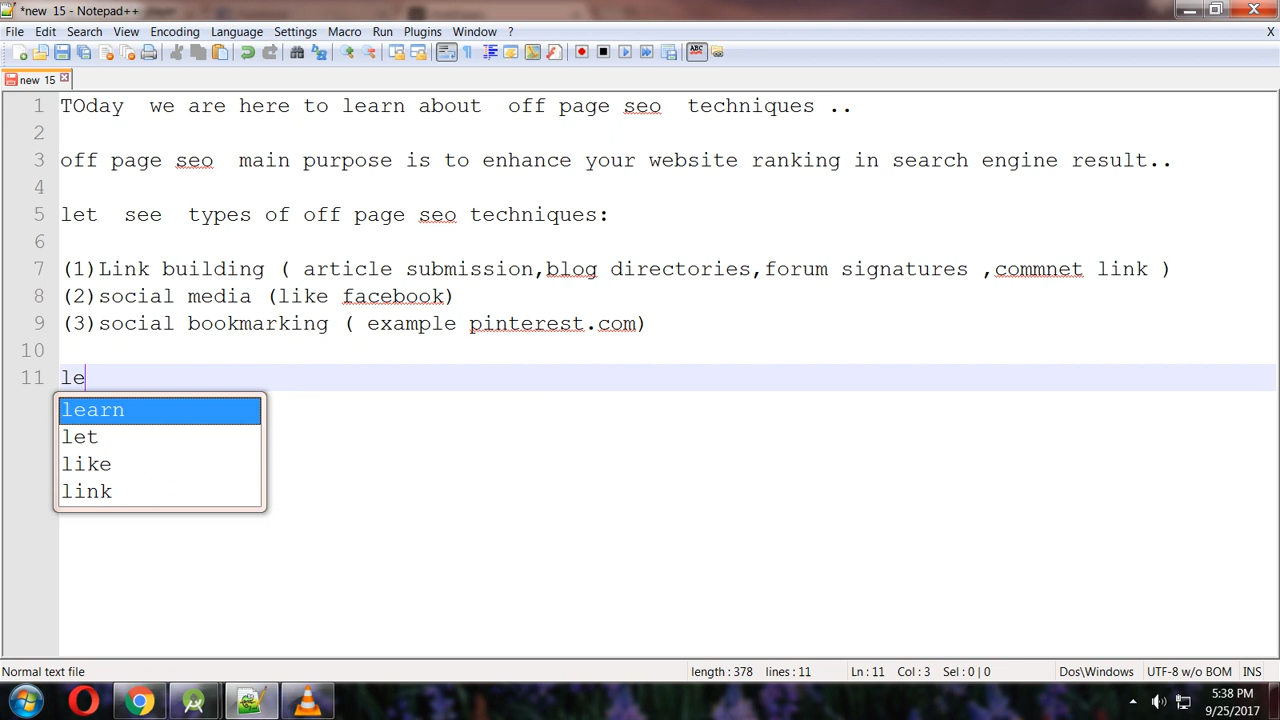 *new 15 - Notepad++
File Edit Search View Encoding Language Settings Macro Run Plugins Window ? X
ABC
new 15
1 TOday we are here to learn about off page seo techniques ..
2
3 off page seo main purpose is to enhance your website ranking in search engine result..
4
5 let see types of off page seo techniques:
6
7 (1)Link building ( article submission,blog directories,forum signatures ,commnet link )
8 (2)social media (like facebook)
9 (3)social bookmarking ( example pinterest.com)
10
11 le
learn
let
like
link
Normal text file length : 378 lines : 11 Ln : 11 Col : 3 Sel : 0 | 0 Dos\Windows UTF-8 w/o BOM INS
5:38 PM
9/25/2017